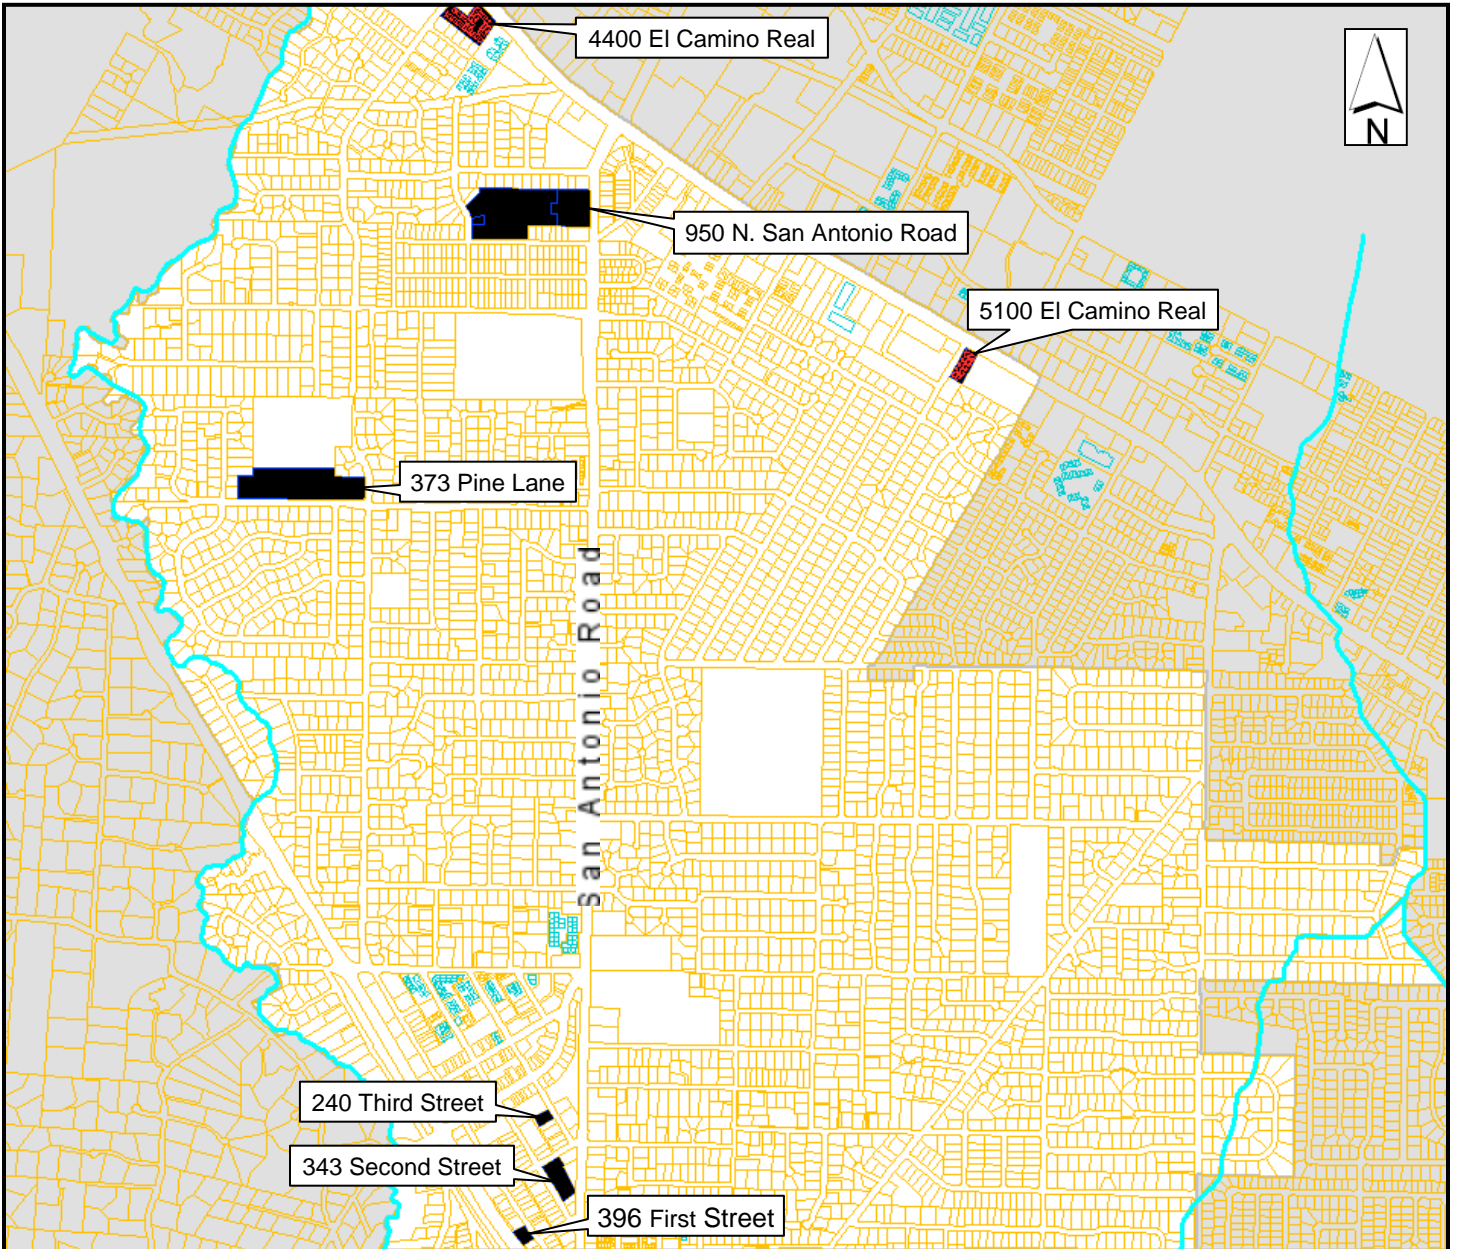 4400 El Camino Real
N
950 N. San Antonio Road
5100 El Camino Real
373 Pine Lane
San Antonio Road
240 Third Street
343 Second Street
396 First Street